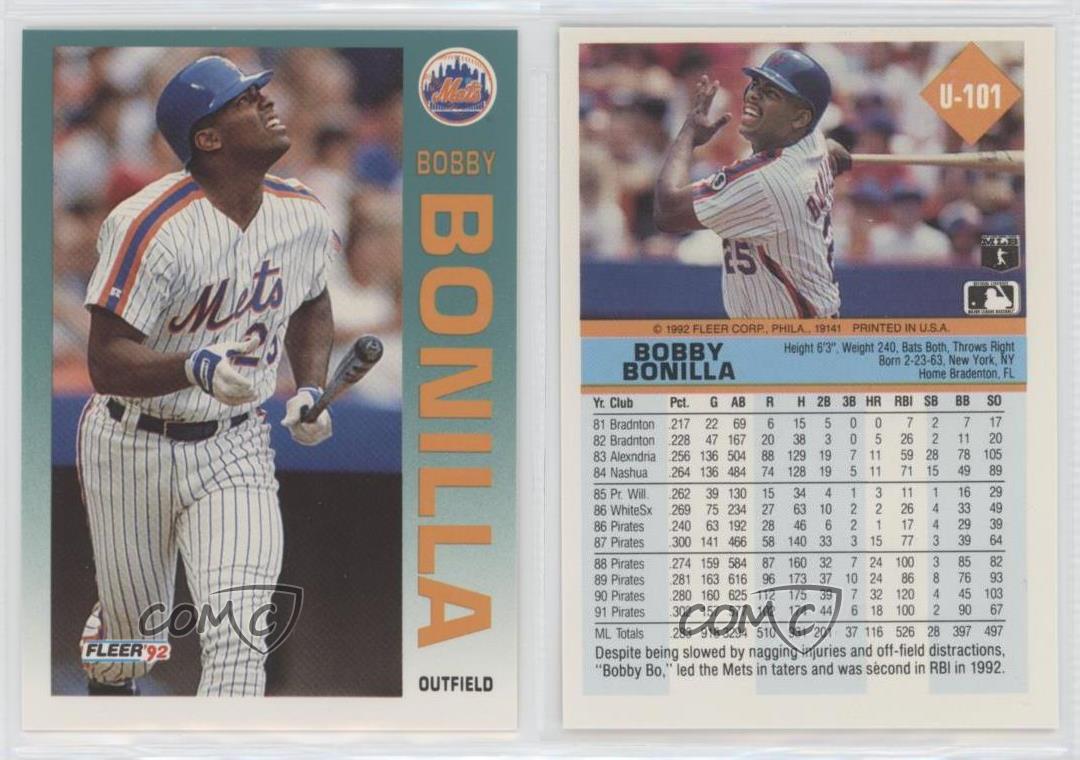 Mets
BOBBY
BONILLA
Mets
25
FLEER '92
OUTFIELD
COMC
U-101
25
MLB
© 1992 FLEER CORP., PHILA., 19141 PRINTED IN U.S.A.
BOBBY
BONILLA
Height 6'3", Weight 240, Bats Both, Throws Right
Born 2-23-63, New York, NY
Home Bradenton, FL
Yr. Club Pct. G AB R H 2B 3B HR RBI SB BB SO
81 Bradnton .217 22 69 6 15 5 0 0 7 2 7 17
82 Bradnton .228 47 167 20 38 3 0 5 26 2 11 20
83 Alexndria .256 136 504 88 129 19 7 11 59 28 78 105
84 Nashua .264 136 484 74 128 19 5 11 71 15 49 89
85 Pr. Will. .262 39 130 15 34 4 1 3 11 1 16 29
86 WhiteSx .269 75 234 27 63 10 2 2 26 4 33 49
86 Pirates .240 63 192 28 46 6 2 1 17 4 29 39
87 Pirates .300 141 466 58 140 33 3 15 77 3 39 64
88 Pirates .274 159 584 87 160 32 7 24 100 3 85 82
89 Pirates .281 163 616 96 173 37 10 24 86 8 76 93
90 Pirates .280 160 625 112 175 39 7 32 120 4 45 103
91 Pirates 44 6 18 100 2 90 67
ML Totals 3294 510 201 37 116 526 28 397 497
Despite being slowed by nagging injuries and off-field distractions,
"Bobby Bo," led the Mets in taters and was second in RBI in 1992.
COMC